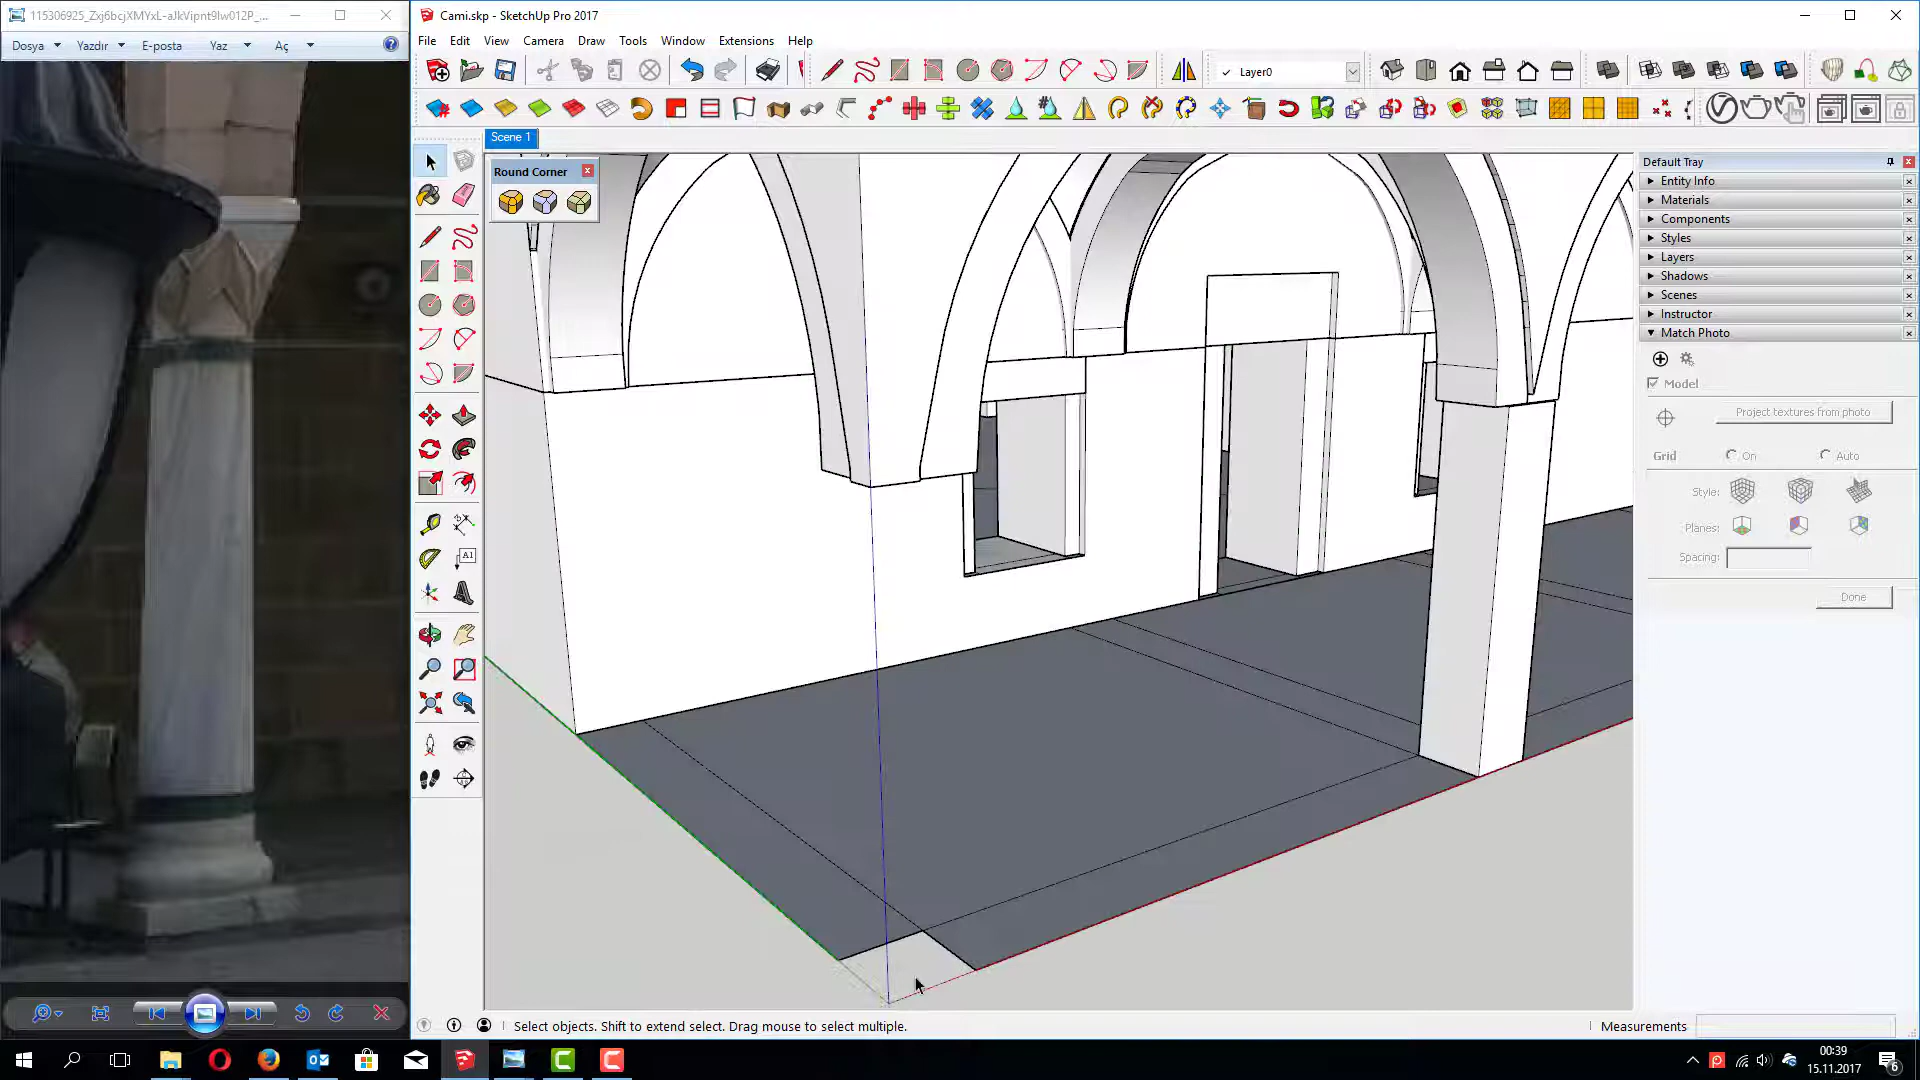 115306925_Zxj6bcjXMYxL-aJkVipnt9lw012P_...
Dosya
Yazdır
E-posta
Yaz
Aç
Cami.skp - SketchUp Pro 2017
File
Edit
View
Camera
Draw
Tools
Window
Extensions
Help
Layer0
Scene 1
Round Corner
A1
Default Tray
Entity Info
Materials
Components
Styles
Layers
Shadows
Scenes
Instructor
Match Photo
Model
Project textures from photo
Grid
On
Auto
Style:
Planes:
Spacing:
Done
Select objects. Shift to extend select. Drag mouse to select multiple.
Measurements
00:39
15.11.2017
6